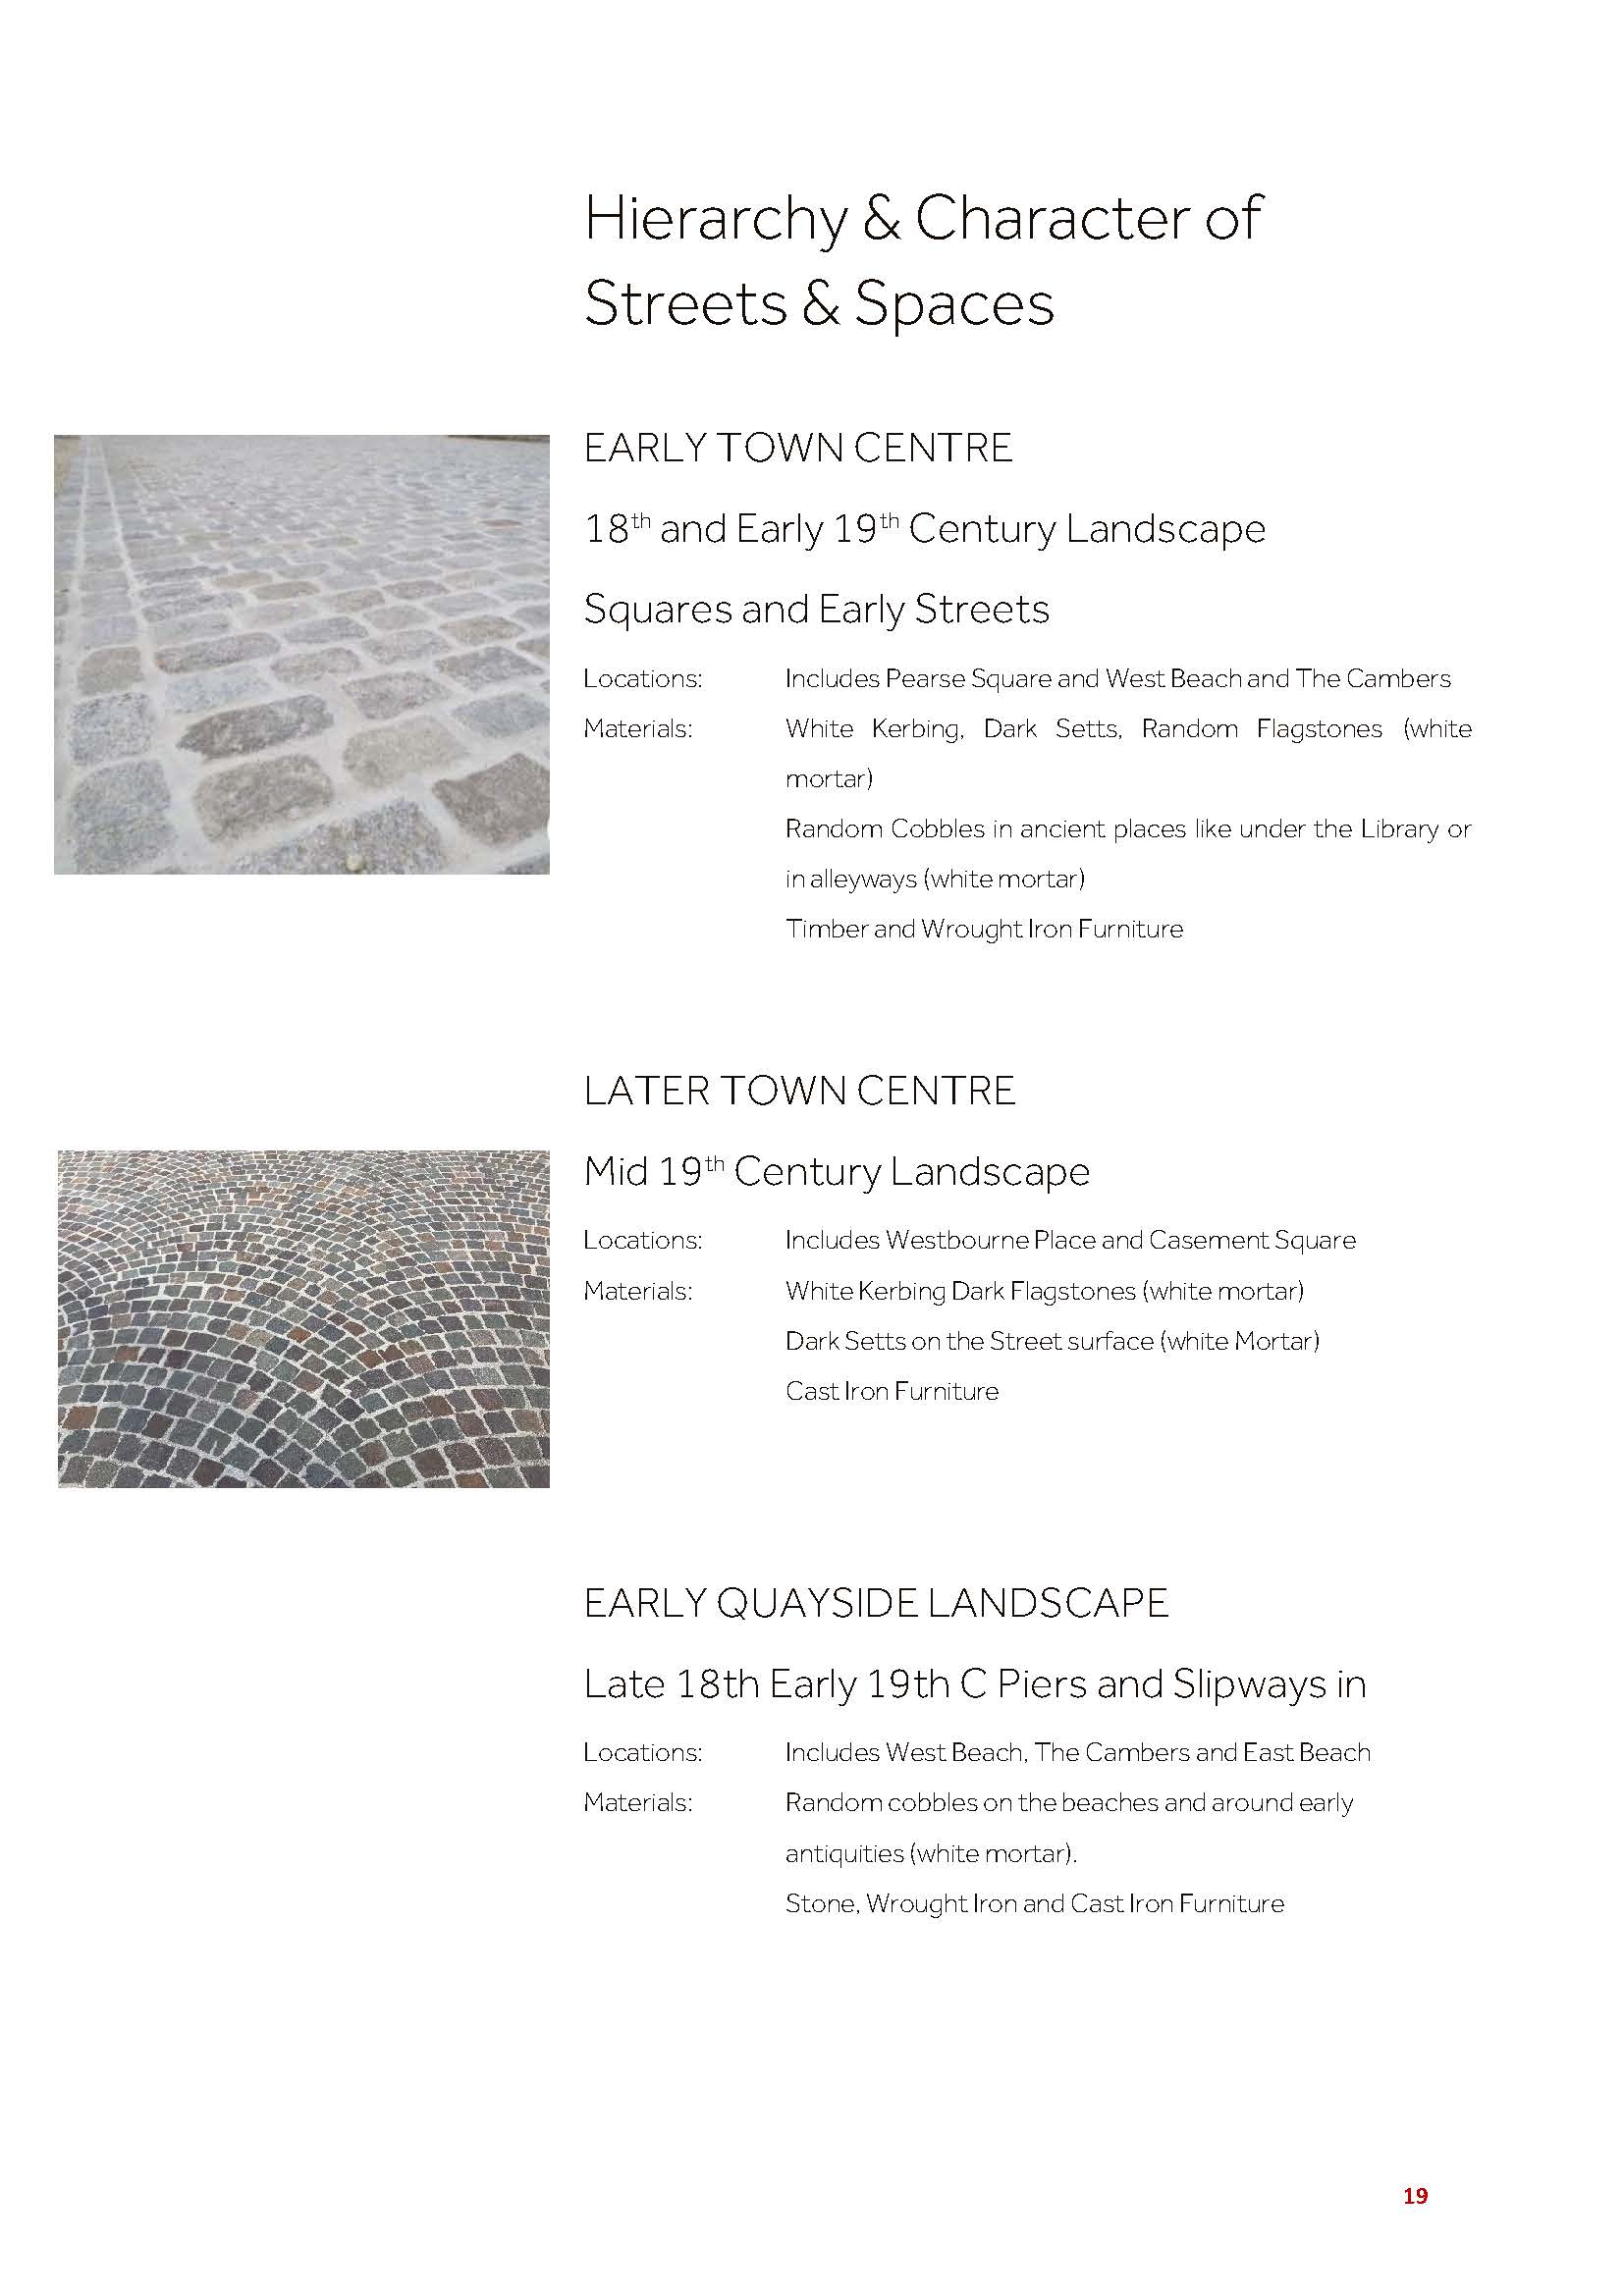 Hierarchy & Character of
Streets & Spaces
EARLY TOWN CENTRE
18th and Early 19th Century Landscape
Squares and Early Streets
Locations: Includes Pearse Square and West Beach and The Cambers
Materials: White Kerbing, Dark Setts, Random Flagstones (white
mortar)
Random Cobbles in ancient places like under the Library or
in alleyways (white mortar)
Timber and Wrought Iron Furniture
LATER TOWN CENTRE
Mid 19th Century Landscape
Locations: Includes Westbourne Place and Casement Square
Materials: White Kerbing Dark Flagstones (white mortar)
Dark Setts on the Street surface (white Mortar)
Cast Iron Furniture
EARLY QUAYSIDE LANDSCAPE
Late 18th Early 19th C Piers and Slipways in
Locations: Includes West Beach, The Cambers and East Beach
Materials: Random cobbles on the beaches and around early
antiquities (white mortar).
Stone, Wrought Iron and Cast Iron Furniture
19